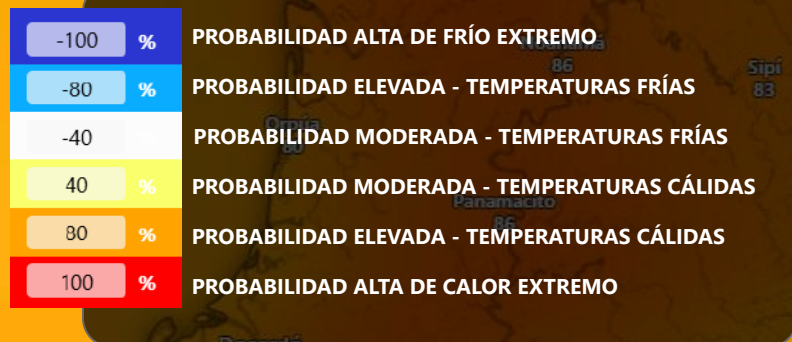 -100 % PROBABILIDAD ALTA DE FRÍO EXTREMO
86
Sipí
83
-80 % PROBABILIDAD ELEVADA - TEMPERATURAS FRÍAS
-40 % PROBABILIDAD MODERADA - TEMPERATURAS FRÍAS
40 % PROBABILIDAD MODERADA - TEMPERATURAS CÁLIDAS
Panamacito
86
80 % PROBABILIDAD ELEVADA - TEMPERATURAS CÁLIDAS
100 % PROBABILIDAD ALTA DE CALOR EXTREMO